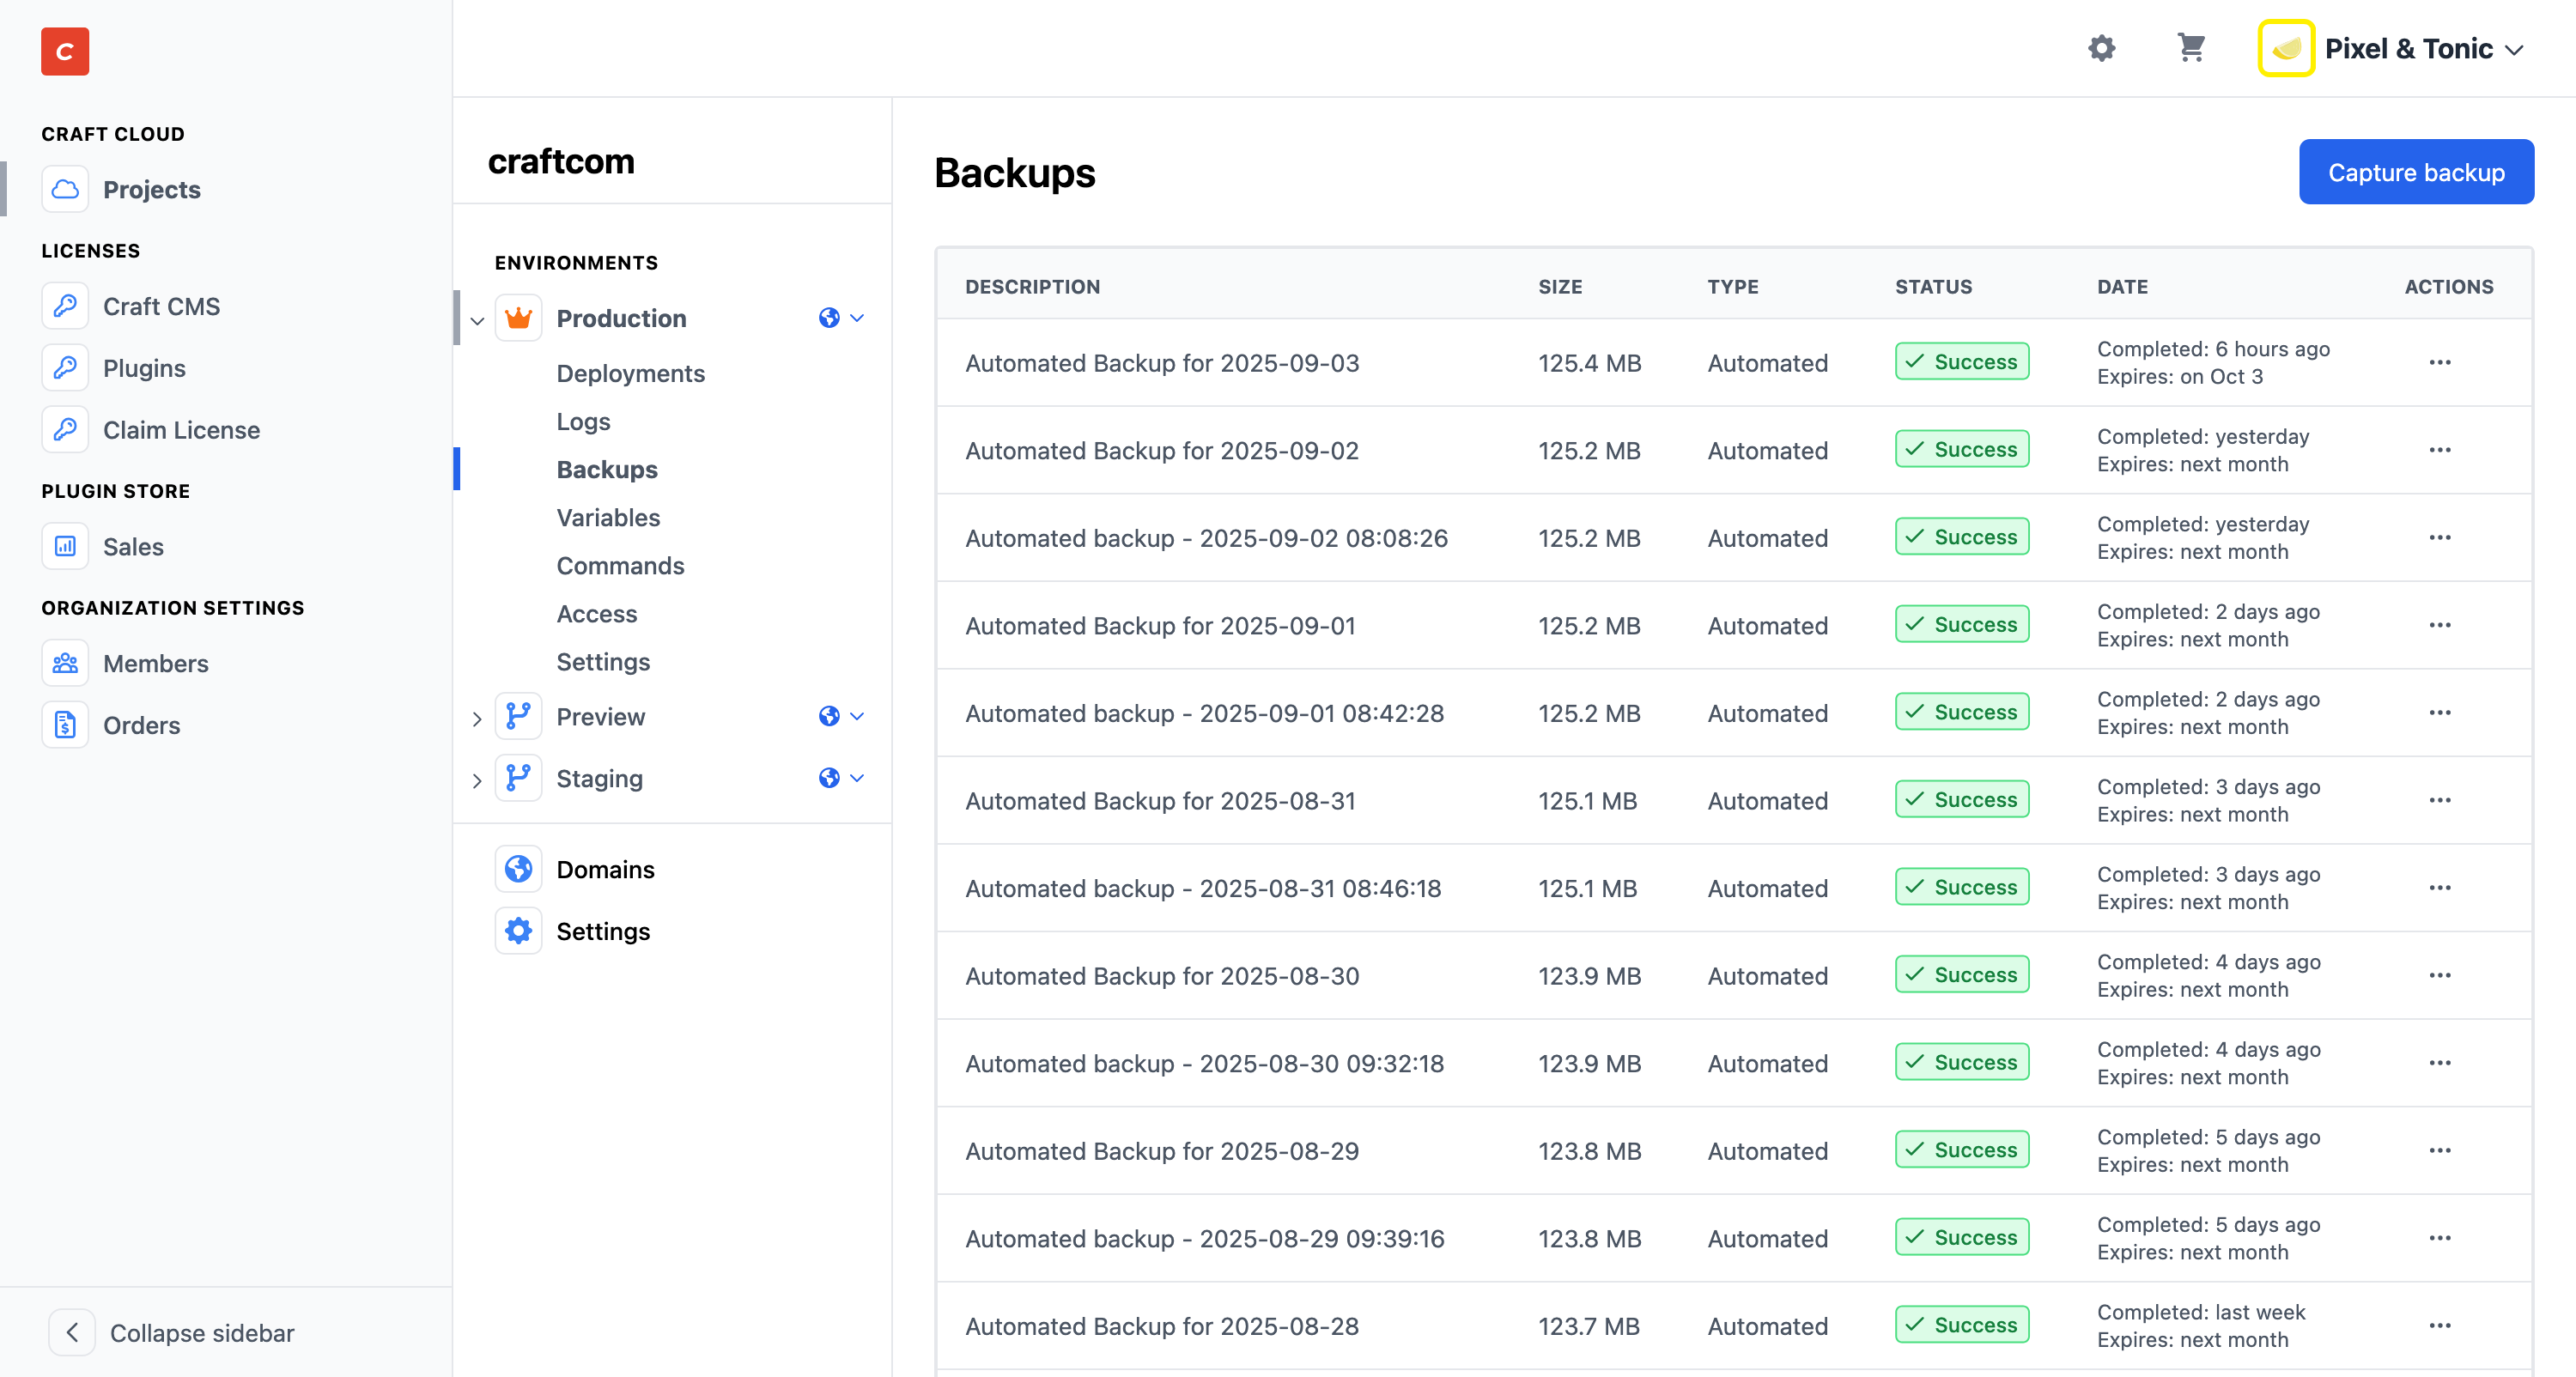 C
CRAFT CLOUD
Projects
LICENSES
Craft CMS
Plugins
Claim License
PLUGIN STORE
Sales
ORGANIZATION SETTINGS
Members
Orders
Collapse sidebar
Pixel & Tonic
craftcom
ENVIRONMENTS
Production
Deployments
Logs
Backups
Variables
Commands
Access
Settings
Preview
Staging
Domains
Settings
Backups
Capture backup
DESCRIPTION SIZE TYPE STATUS DATE ACTIONS
Automated Backup for 2025-09-03 125.4 MB Automated Success Completed: 6 hours ago
Expires: on Oct 3
Automated Backup for 2025-09-02 125.2 MB Automated Success Completed: yesterday
Expires: next month
Automated backup - 2025-09-02 08:08:26 125.2 MB Automated Success Completed: yesterday
Expires: next month
Automated Backup for 2025-09-01 125.2 MB Automated Success Completed: 2 days ago
Expires: next month
Automated backup - 2025-09-01 08:42:28 125.2 MB Automated Success Completed: 2 days ago
Expires: next month
Automated Backup for 2025-08-31 125.1 MB Automated Success Completed: 3 days ago
Expires: next month
Automated backup - 2025-08-31 08:46:18 125.1 MB Automated Success Completed: 3 days ago
Expires: next month
Automated Backup for 2025-08-30 123.9 MB Automated Success Completed: 4 days ago
Expires: next month
Automated backup - 2025-08-30 09:32:18 123.9 MB Automated Success Completed: 4 days ago
Expires: next month
Automated Backup for 2025-08-29 123.8 MB Automated Success Completed: 5 days ago
Expires: next month
Automated backup - 2025-08-29 09:39:16 123.8 MB Automated Success Completed: 5 days ago
Expires: next month
Automated Backup for 2025-08-28 123.7 MB Automated Success Completed: last week
Expires: next month